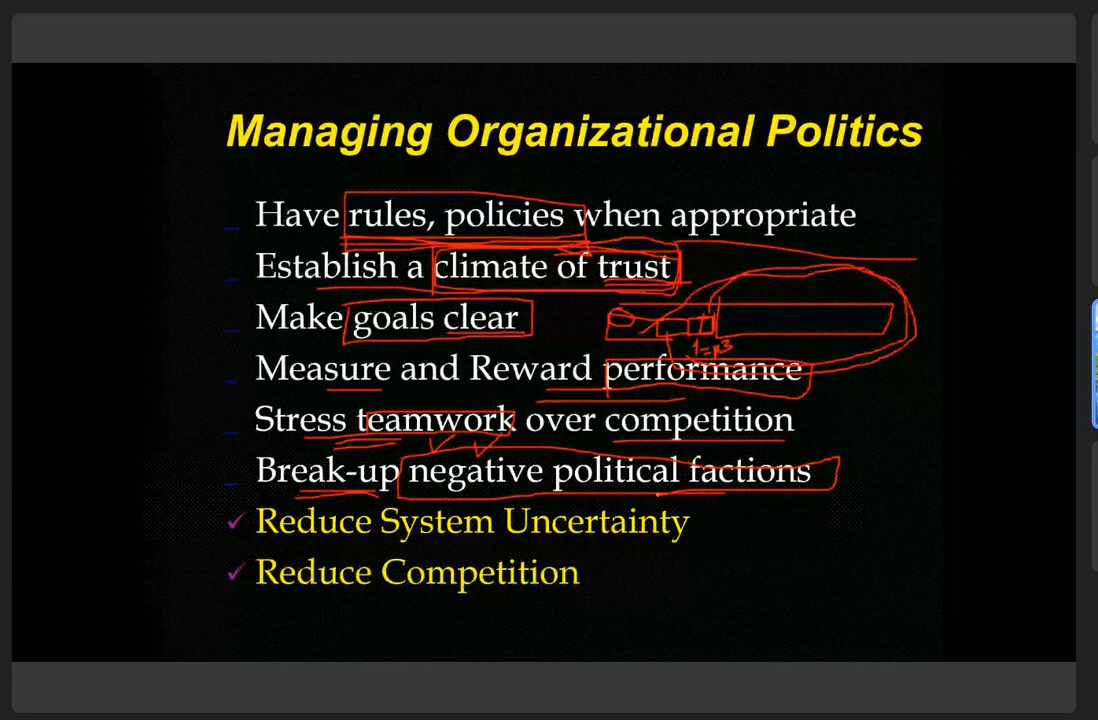 Managing Organizational Politics
Have rules, policies when appropriate
Establish a climate of trust
Make goals clear
Measure and Reward performance
Stress teamwork over competition
Break-up negative political factions
✓ Reduce System Uncertainty
✓ Reduce Competition